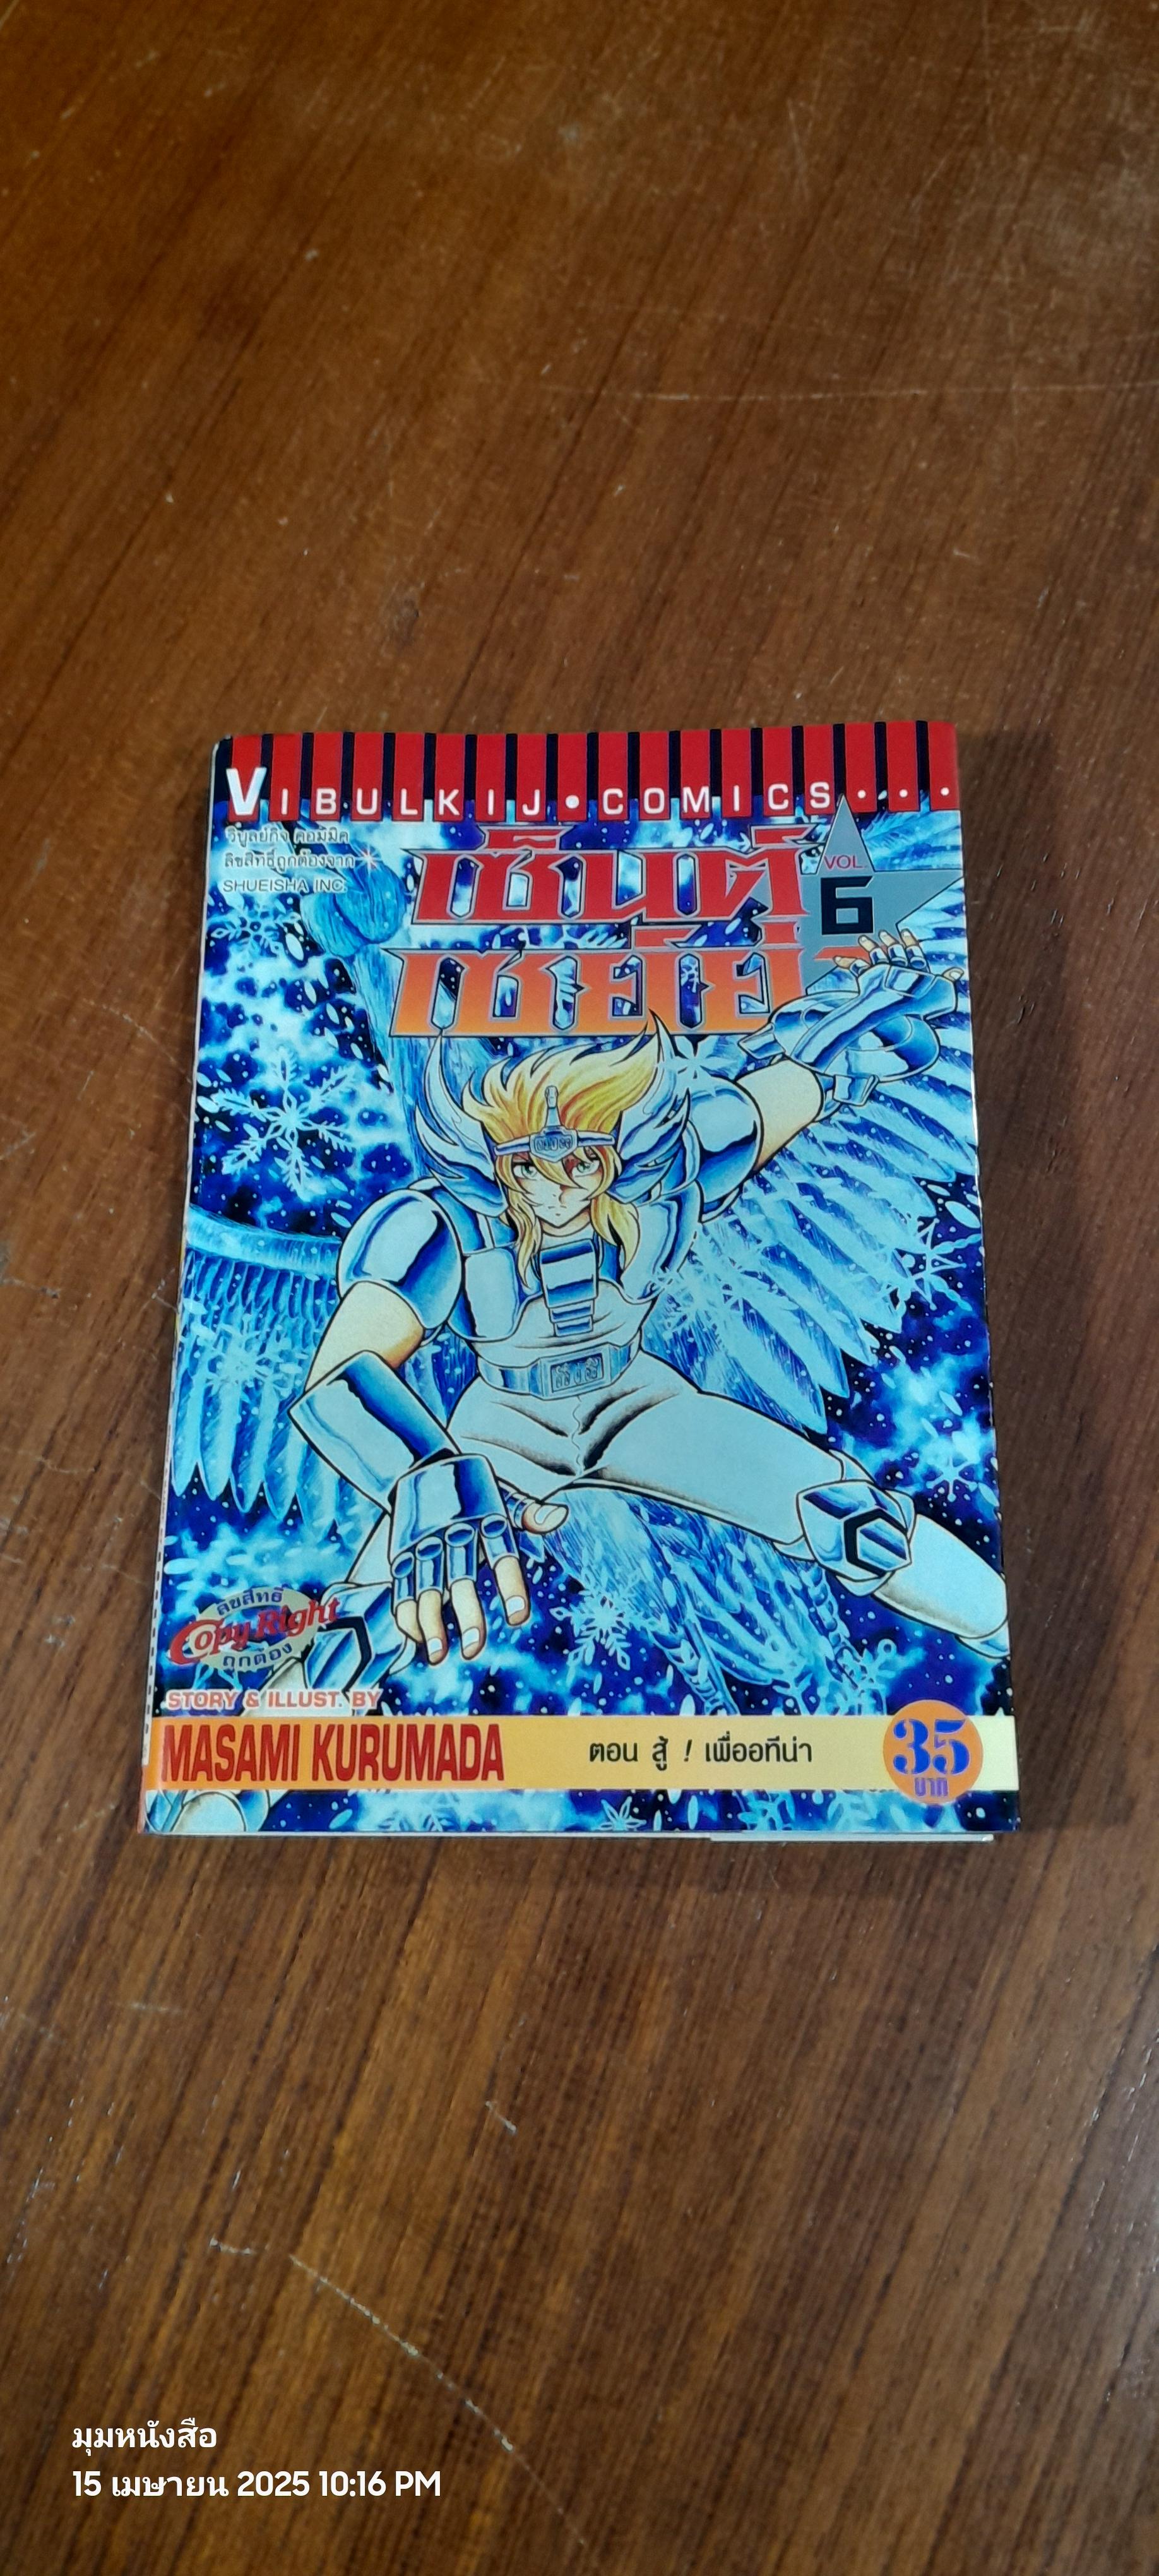 VIBULKIJ•COMICS...
วิบูลย์กิจ คอมมิค
ลิขสิทธิ์ถูกต้องจาก
SHUEISHA INC.
เซ็นต์
เซย์ย่า
VOL.
6
ลิขสิทธิ์
CopyRight
ถูกต้อง
STORY & ILLUST. BY
MASAMI KURUMADA
ตอน สู้ ! เพื่ออทีน่า
35
บาท
มุมหนังสือ
15 เมษายน 2025 10:16 PM